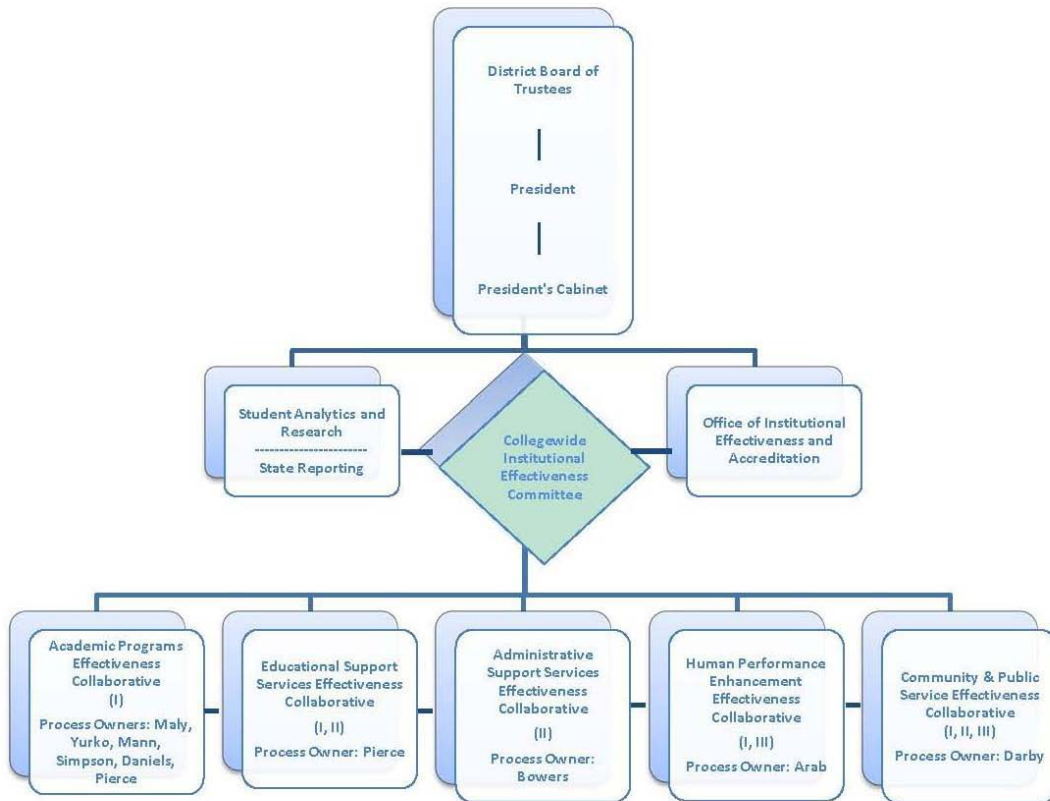 District Board of
Trustees
President
President's Cabinet
Student Analytics and
Research
-----------------------
State Reporting
Collegewide
Institutional
Effectiveness
Committee
Office of Institutional
Effectiveness and
Accreditation
Academic Programs
Effectiveness
Collaborative
(I)
Process Owners: Maly,
Yurko, Mann,
Simpson, Daniels,
Pierce
Educational Support
Services Effectiveness
Collaborative
(I, II)
Process Owner: Pierce
Administrative
Support Services
Effectiveness
Collaborative
(II)
Process Owner:
Bowers
Human Performance
Enhancement
Effectiveness
Collaborative
(I, III)
Process Owner: Arab
Community & Public
Service Effectiveness
Collaborative
(I, II, III)
Process Owner: Darby